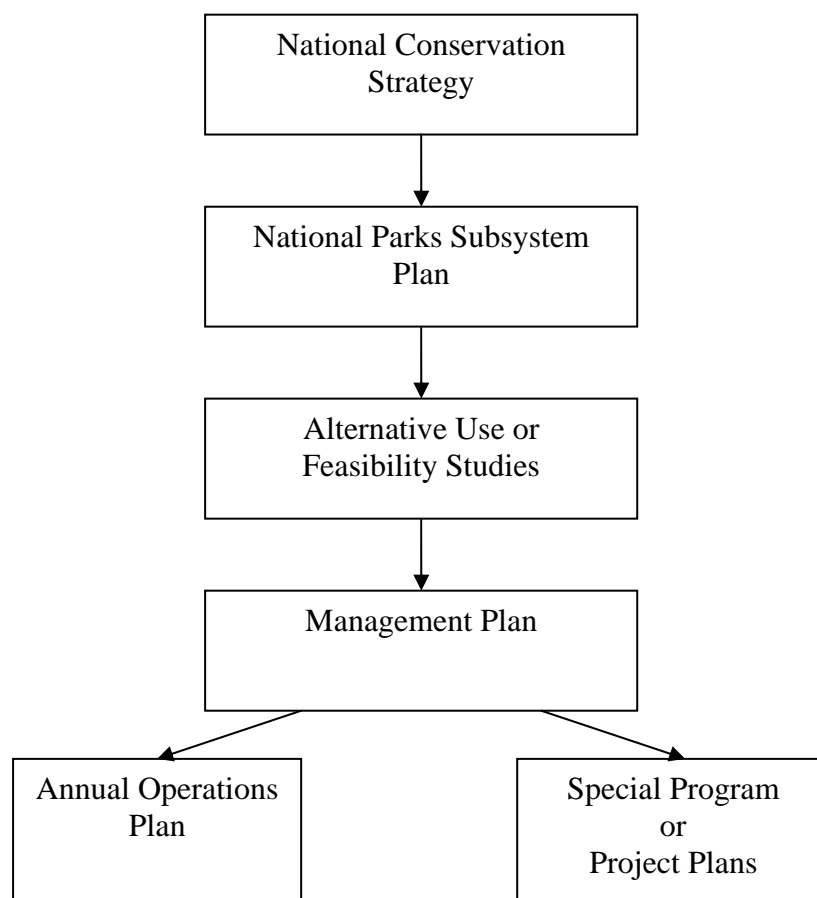 National Conservation
Strategy
National Parks Subsystem
Plan
Alternative Use or
Feasibility Studies
Management Plan
Annual Operations
Plan
Special Program
or
Project Plans